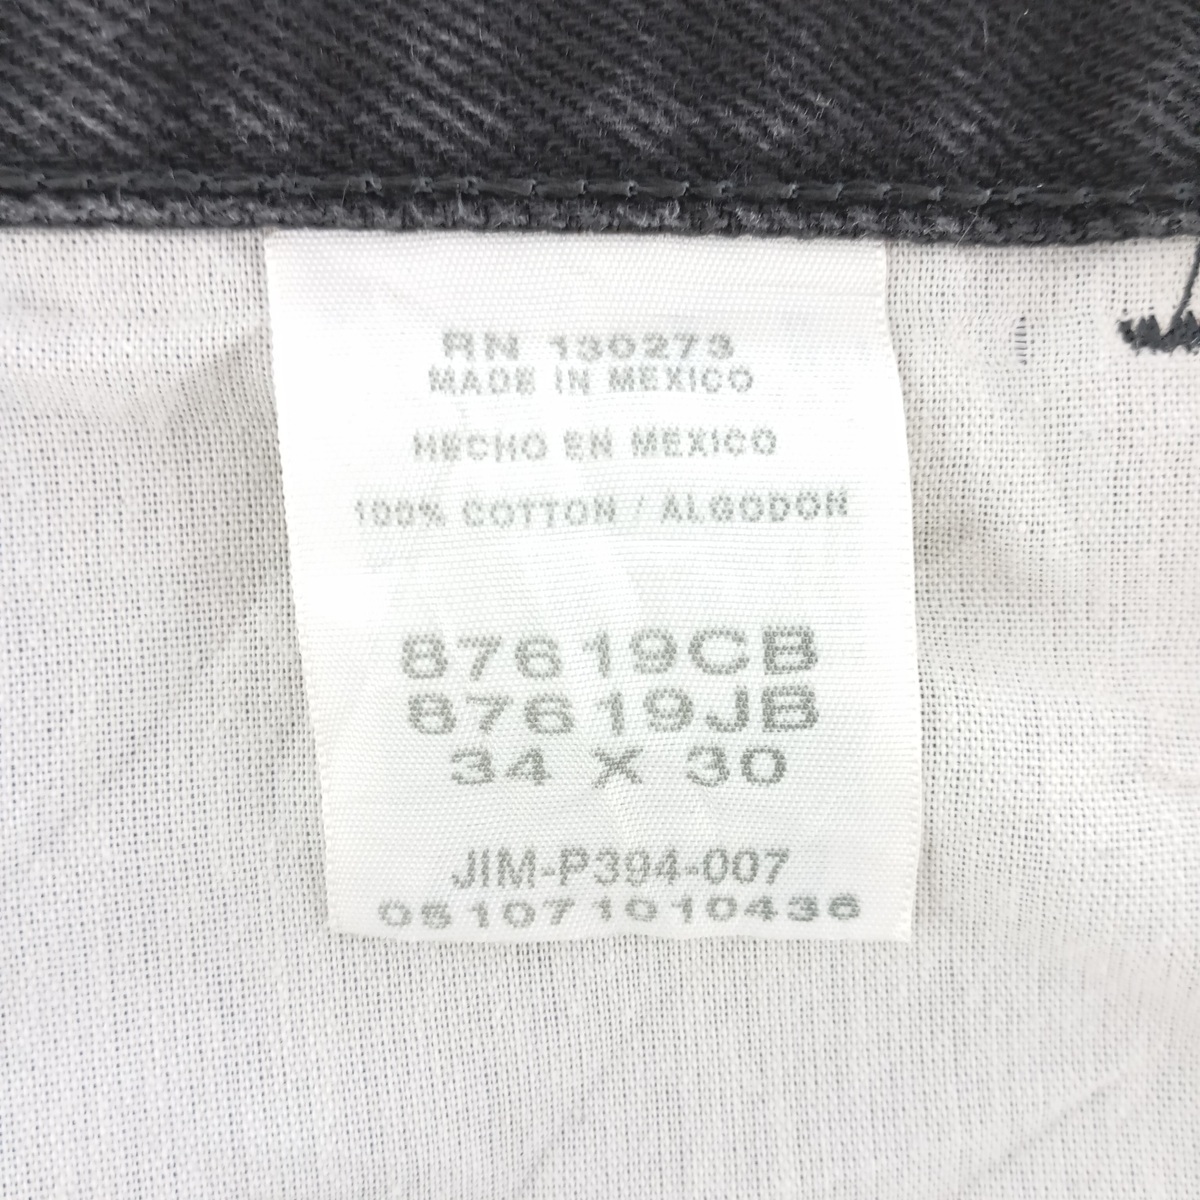 RN 130273
MADE IN MEXICO
HECHO EN MEXICO
100% COTTON / ALGODON
87619CB
87619JB
34 X 30
JIM-P394-007
051071010436